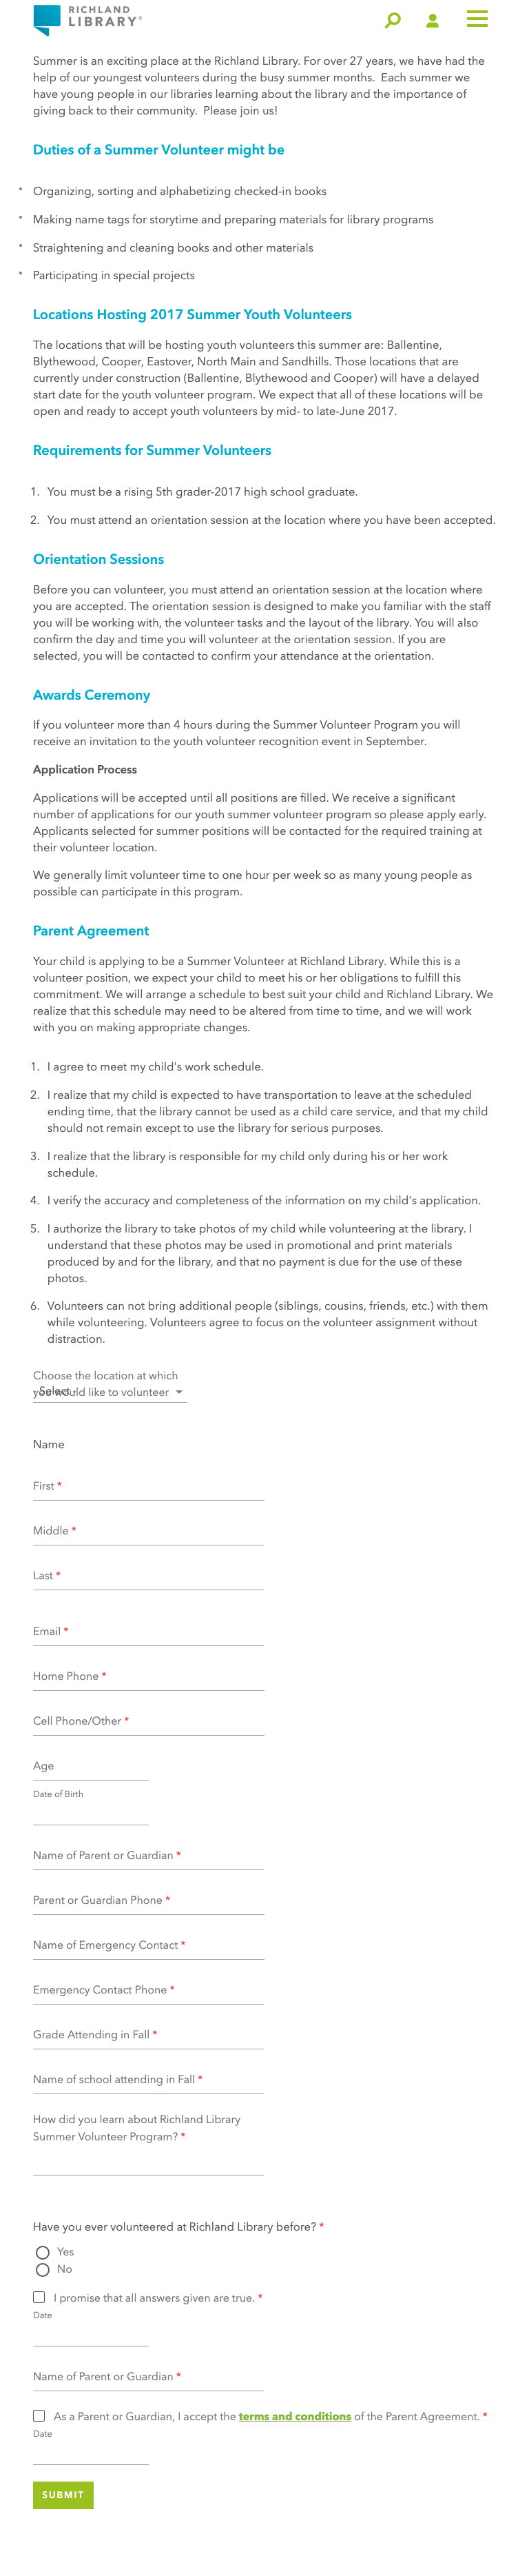 RICHLAND
LIBRARY®
Summer is an exciting place at the Richland Library. For over 27 years, we have had the
help of our youngest volunteers during the busy summer months.  Each summer we
have young people in our libraries learning about the library and the importance of
giving back to their community.  Please join us!
Duties of a Summer Volunteer might be
* Organizing, sorting and alphabetizing checked-in books
* Making name tags for storytime and preparing materials for library programs
* Straightening and cleaning books and other materials
* Participating in special projects
Locations Hosting 2017 Summer Youth Volunteers
The locations that will be hosting youth volunteers this summer are: Ballentine,
Blythewood, Cooper, Eastover, North Main and Sandhills. Those locations that are
currently under construction (Ballentine, Blythewood and Cooper) will have a delayed
start date for the youth volunteer program. We expect that all of these locations will be
open and ready to accept youth volunteers by mid- to late-June 2017.
Requirements for Summer Volunteers
1. You must be a rising 5th grader-2017 high school graduate.
2. You must attend an orientation session at the location where you have been accepted.
Orientation Sessions
Before you can volunteer, you must attend an orientation session at the location where
you are accepted. The orientation session is designed to make you familiar with the staff
you will be working with, the volunteer tasks and the layout of the library. You will also
confirm the day and time you will volunteer at the orientation session. If you are
selected, you will be contacted to confirm your attendance at the orientation.
Awards Ceremony
If you volunteer more than 4 hours during the Summer Volunteer Program you will
receive an invitation to the youth volunteer recognition event in September.
Application Process
Applications will be accepted until all positions are filled. We receive a significant
number of applications for our youth summer volunteer program so please apply early.
Applicants selected for summer positions will be contacted for the required training at
their volunteer location.
We generally limit volunteer time to one hour per week so as many young people as
possible can participate in this program.
Parent Agreement
Your child is applying to be a Summer Volunteer at Richland Library. While this is a
volunteer position, we expect your child to meet his or her obligations to fulfill this
commitment. We will arrange a schedule to best suit your child and Richland Library. We
realize that this schedule may need to be altered from time to time, and we will work
with you on making appropriate changes.
1. I agree to meet my child's work schedule.
2. I realize that my child is expected to have transportation to leave at the scheduled
ending time, that the library cannot be used as a child care service, and that my child
should not remain except to use the library for serious purposes.
3. I realize that the library is responsible for my child only during his or her work
schedule.
4. I verify the accuracy and completeness of the information on my child's application.
5. I authorize the library to take photos of my child while volunteering at the library. I
understand that these photos may be used in promotional and print materials
produced by and for the library, and that no payment is due for the use of these
photos.
6. Volunteers can not bring additional people (siblings, cousins, friends, etc.) with them
while volunteering. Volunteers agree to focus on the volunteer assignment without
distraction.
Choose the location at which
you would like to volunteer
- Select -
Name
First *
Middle *
Last *
Email *
Home Phone *
Cell Phone/Other *
Age
Date of Birth
Name of Parent or Guardian *
Parent or Guardian Phone *
Name of Emergency Contact *
Emergency Contact Phone *
Grade Attending in Fall *
Name of school attending in Fall *
How did you learn about Richland Library
Summer Volunteer Program? *
Have you ever volunteered at Richland Library before? *
Yes
No
I promise that all answers given are true. *
Date
Name of Parent or Guardian *
As a Parent or Guardian, I accept the terms and conditions of the Parent Agreement. *
Date
SUBMIT